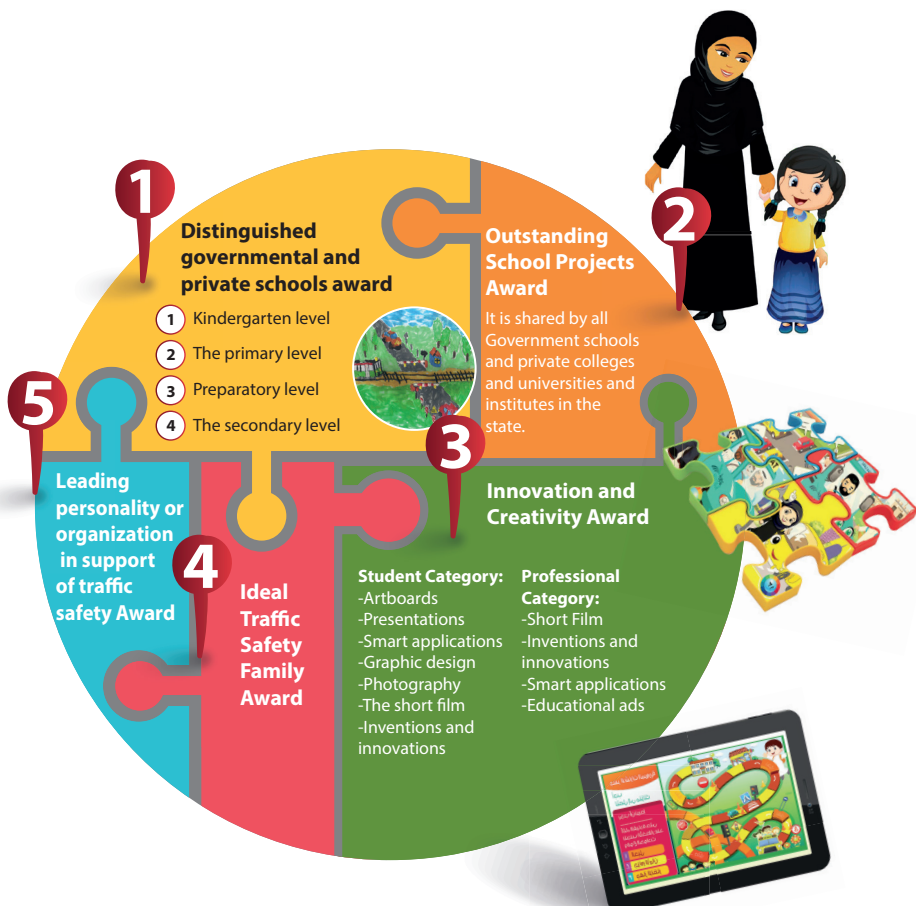 1
Distinguished
governmental and
private schools award
1 Kindergarten level
2 The primary level
3 Preparatory level
4 The secondary level
2
Outstanding
School Projects
Award
It is shared by all
Government schools
and private colleges
and universities and
institutes in the
state.
3
Innovation and
Creativity Award
Student Category:
-Artboards
-Presentations
-Smart applications
-Graphic design
-Photography
-The short film
-Inventions and
innovations
Professional
Category:
-Short Film
-Inventions and
innovations
-Smart applications
-Educational ads
4
Ideal
Traffic
Safety
Family
Award
5
Leading
personality or
organization
in support
of traffic
safety Award